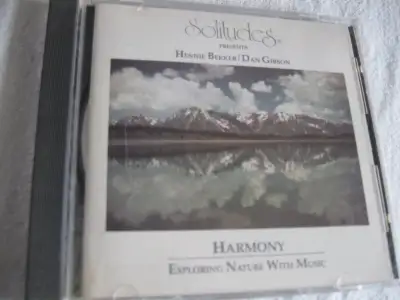 Solitudes®
PRESENTS
HENNIE BEKKER / DAN GIBSON
HARMONY
EXPLORING NATURE WITH MUSIC